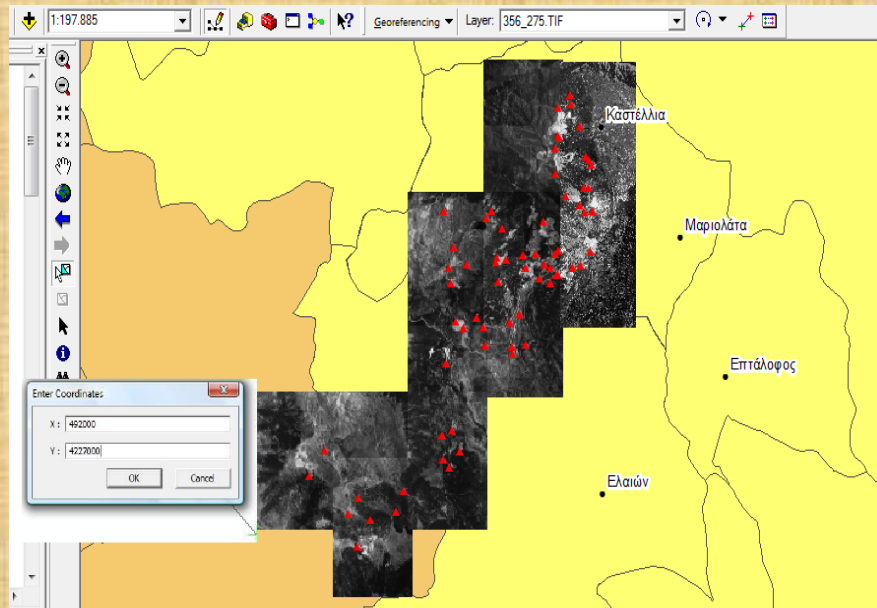 1:197.885
Georeferencing
Layer:
356_275.TIF
Καστέλλια
Μαριολάτα
Επτάλοφος
Ελαιών
Enter Coordinates
X :
492000
Y :
4227000
OK
Cancel